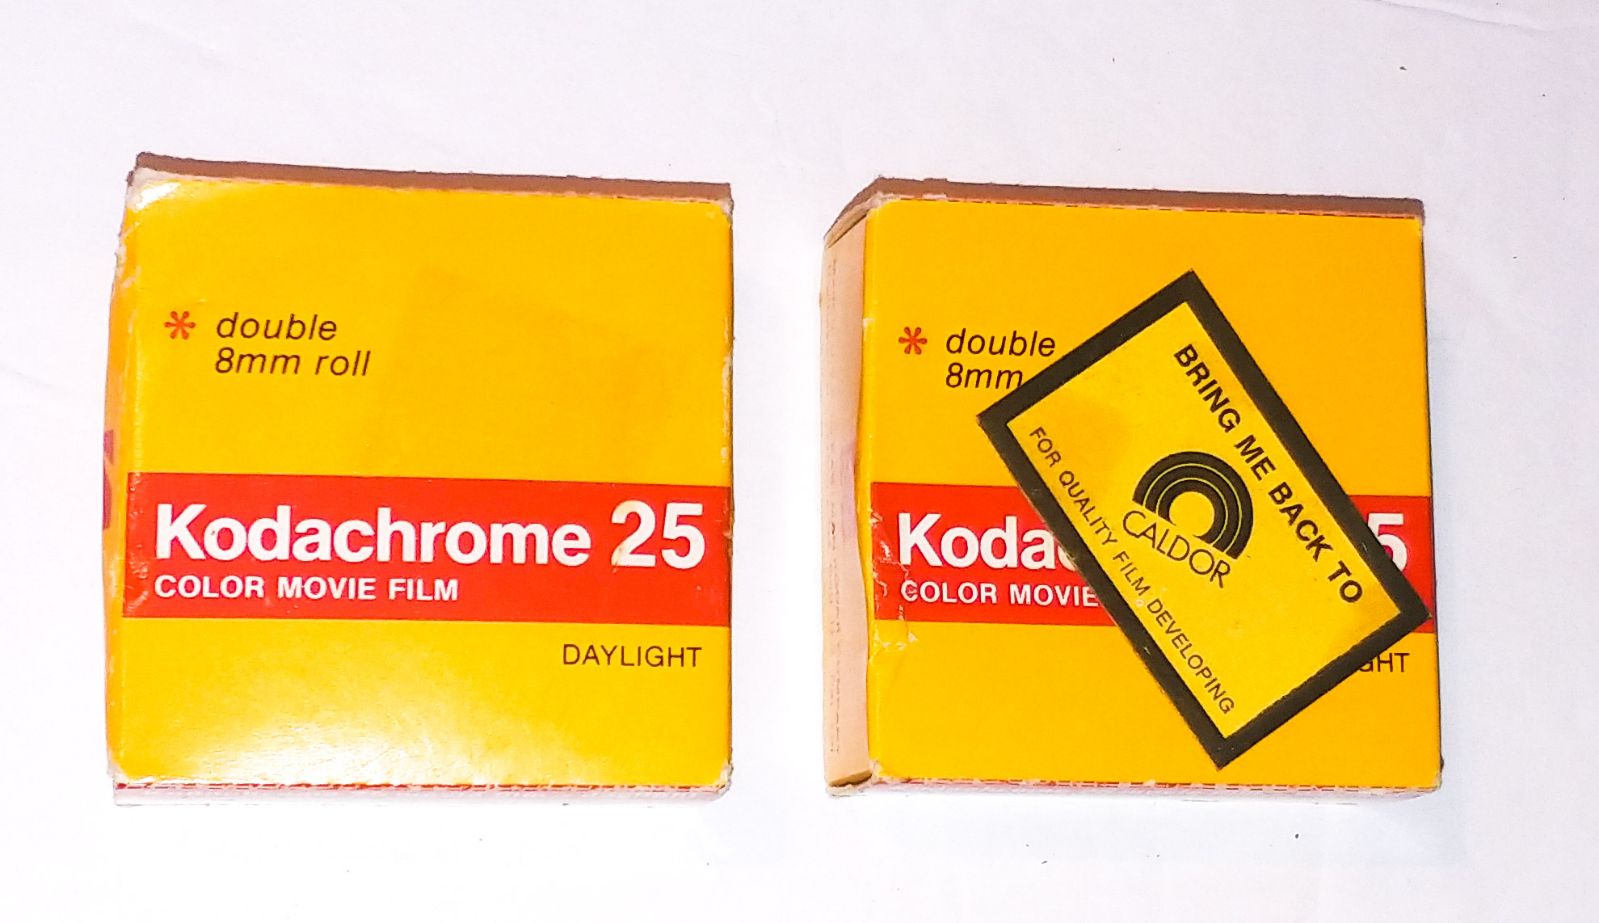 * double
8mm roll
Kodachrome 25
COLOR MOVIE FILM
DAYLIGHT
* double
8mm
Koda
5
COLOR MOVIE
GHT
BRING ME BACK TO
CALDOR
FOR QUALITY FILM DEVELOPING